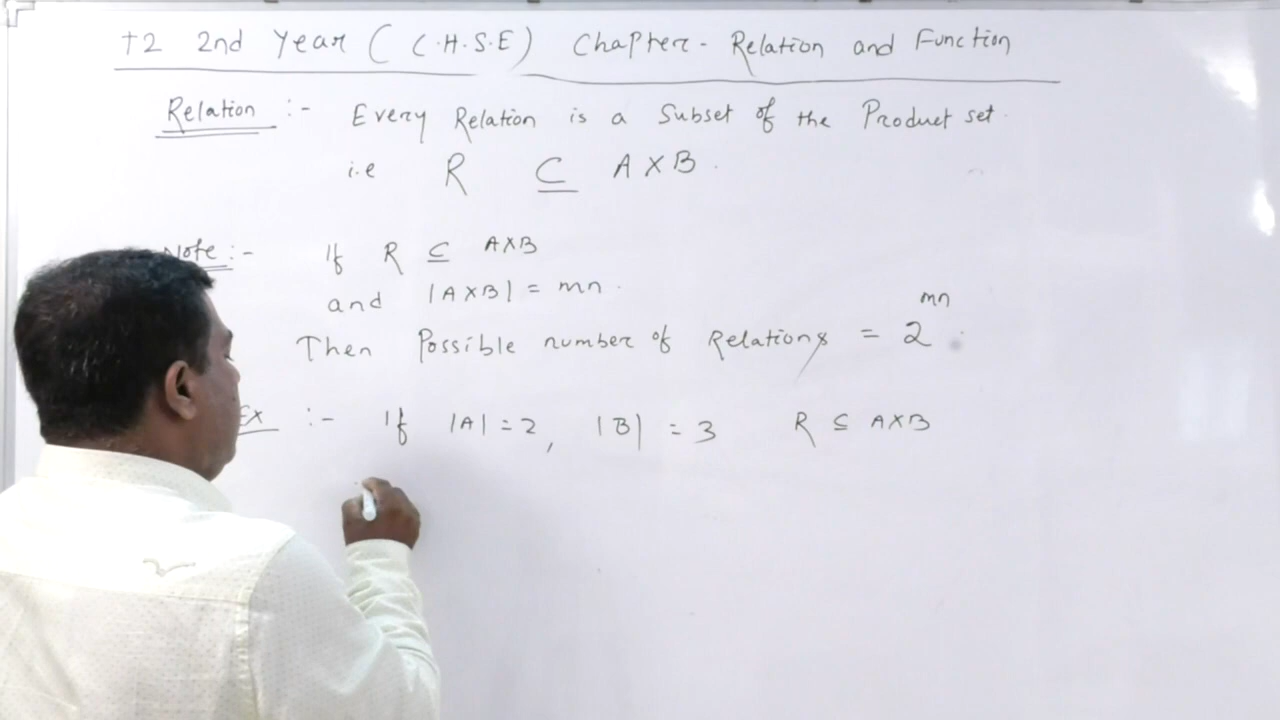 +2 2nd Year (C.H.S.E) Chapter - Relation and Function
Relation :- Every Relation is a Subset of the Product set.
i.e R ⊆ A×B.
Note :- If R ⊆ A×B
and |A×B| = mn.
Then Possible number of Relations = 2^mn.
Ex :- If |A| = 2, |B| = 3 R ⊆ A×B